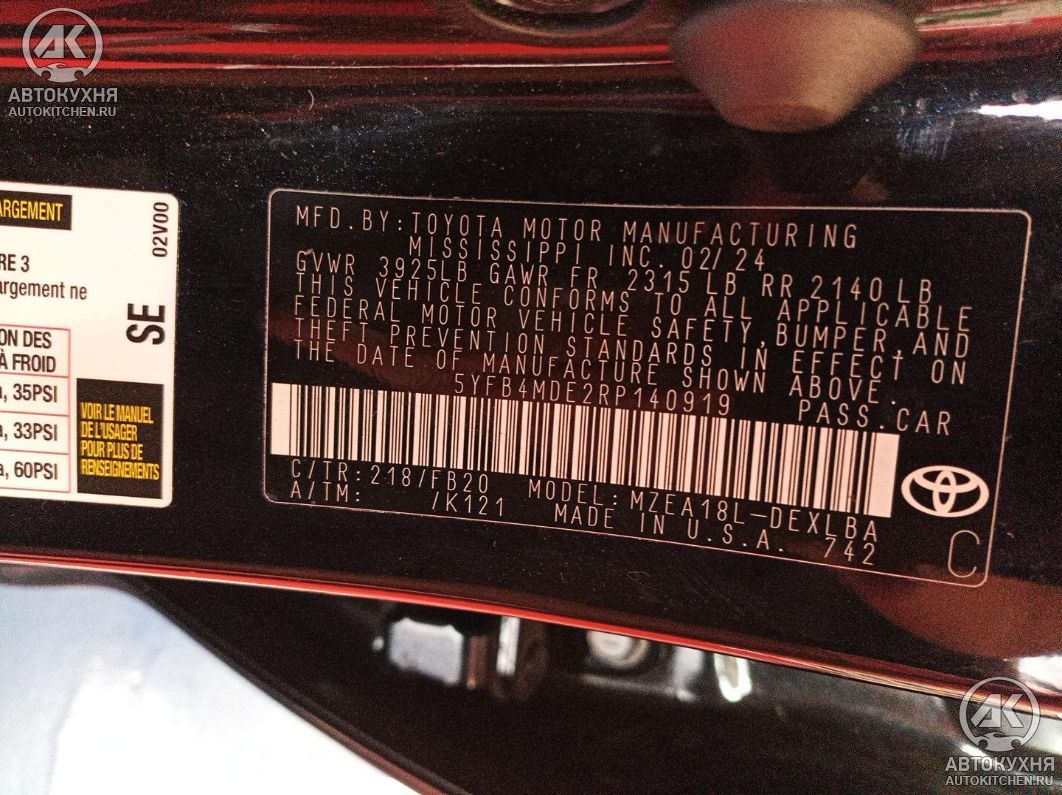 АК
АВТОКУХНЯ
AUTOKITCHEN.RU
ARGEMENT
02V00
RE 3
argement ne
SE
ON DES
À FROID
a, 35PSI
a, 33PSI
a, 60PSI
VOIR LE MANUEL
DE L'USAGER
POUR PLUS DE
RENSEIGNEMENTS
MFD.BY:TOYOTA MOTOR MANUFACTURING
MISSISSIPPI INC. 02/24
GVWR 3925LB GAWR FR 2315 LB RR 2140 LB
THIS VEHICLE CONFORMS TO ALL APPLICABLE
FEDERAL MOTOR VEHICLE SAFETY,BUMPER,AND
THEFT PREVENTION STANDARDS IN EFFECT ON
THE DATE OF MANUFACTURE SHOWN ABOVE.
5YFB4MDE2RP140919 PASS.CAR
C/TR:218/FB20 MODEL:MZEA18L-DEXLBA
A/TM: /K121 MADE IN U.S.A. 742
C
АК
АВТОКУХНЯ
AUTOKITCHEN.RU